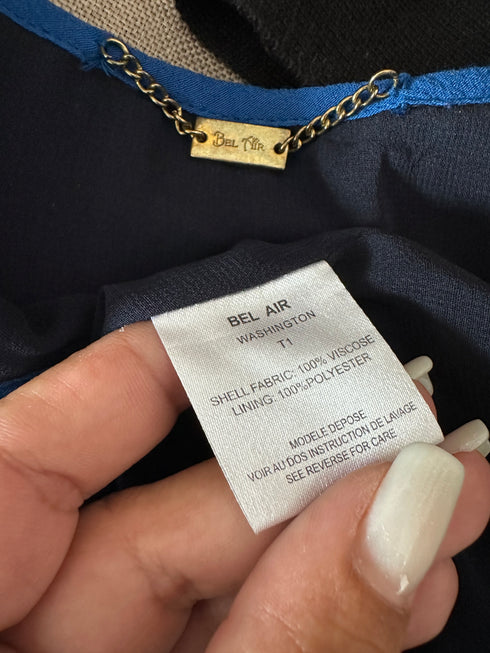 BEL AIR
BEL AIR
WASHINGTON
T1
SHELL FABRIC: 100% VISCOSE
LINING: 100%POLYESTER
MODELE DEPOSE
VOIR AU DOS INSTRUCTION DE LAVAGE
SEE REVERSE FOR CARE